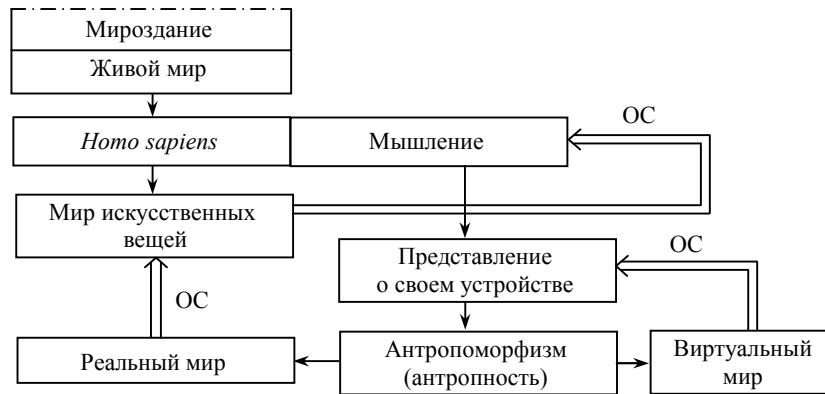 Мироздание
Живой мир
Homo sapiens
Мышление
ОС
Мир искусственных
вещей
Представление
о своем устройстве
ОС
ОС
Реальный мир
Антропоморфизм
(антропность)
Виртуальный
мир